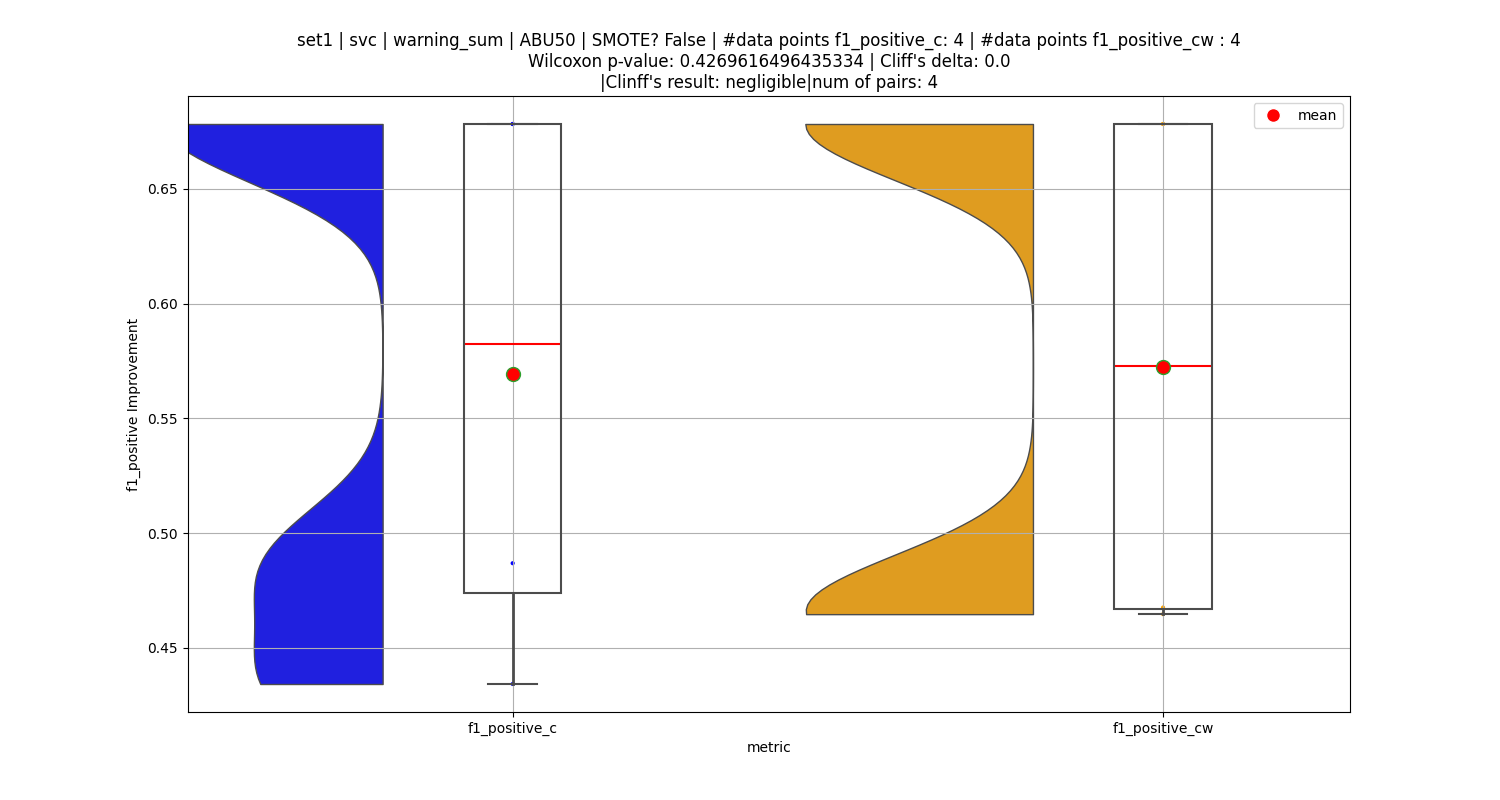 set1 | svc | warning_sum | ABU50 | SMOTE? False | #data points f1_positive_c: 4 | #data points f1_positive_cw : 4
Wilcoxon p-value: 0.4269616496435334 | Cliff's delta: 0.0
|Clinff's result: negligible|num of pairs: 4
mean
f1_positive Improvement
0.65
0.60
0.55
0.50
0.45
f1_positive_c
f1_positive_cw
metric